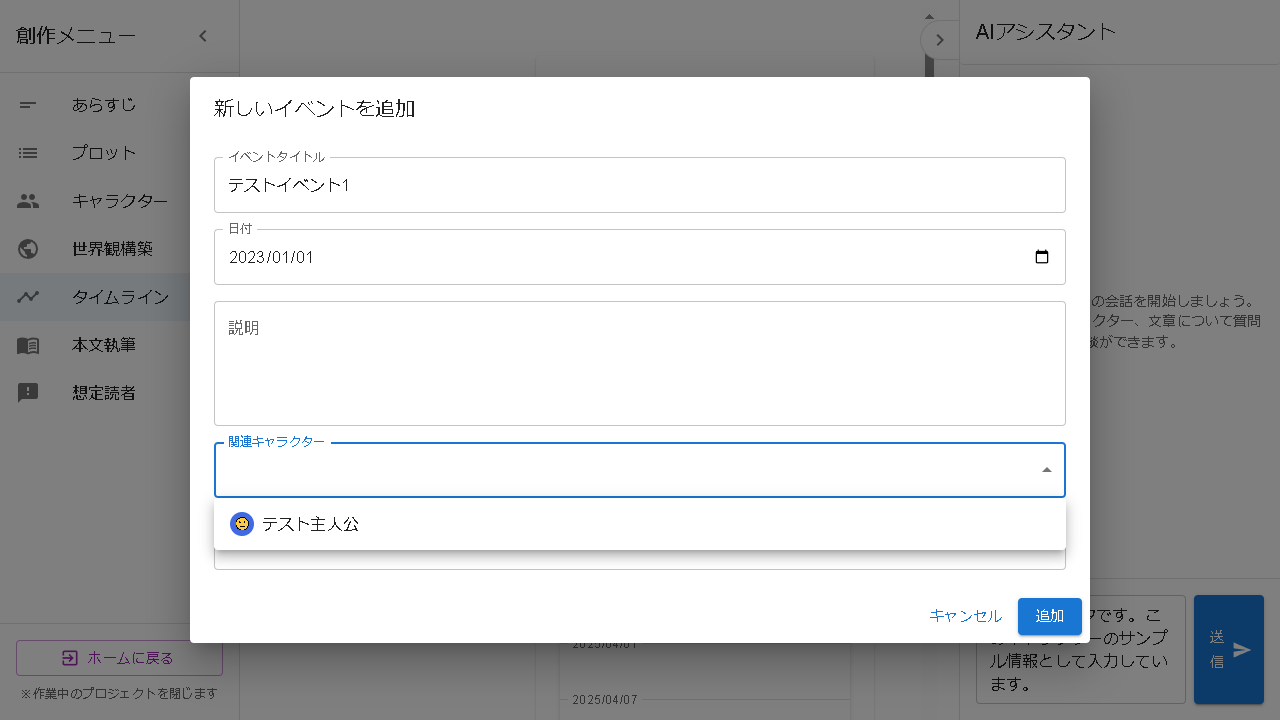 創作メニュー
あらすじ
プロット
キャラクター
世界観構築
タイムライン
本文執筆
想定読者
ホームに戻る
※作業中のプロジェクトを閉じます
新しいイベントを追加
イベントタイトル
テストイベント1
日付
2023/01/01
説明
関連キャラクター
テスト主人公
キャンセル
追加
2025/04/01
2025/04/07
AIアシスタント
の会話を開始しましょう。
クター、文章について質問
談ができます。
タです。こ
ーのサンプ
ル情報として入力してい
ます。
送信